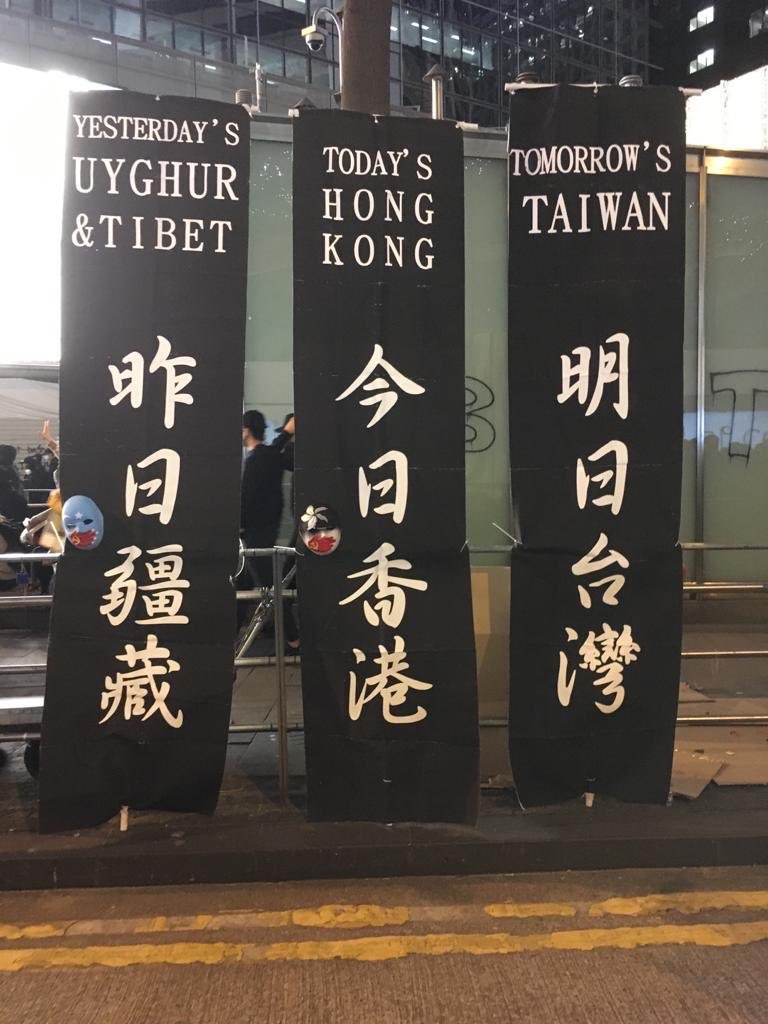 YESTERDAY'S
UYGHUR
&TIBET
昨日疆藏
TODAY'S
HONG
KONG
今日香港
TOMORROW'S
TAIWAN
明日台灣